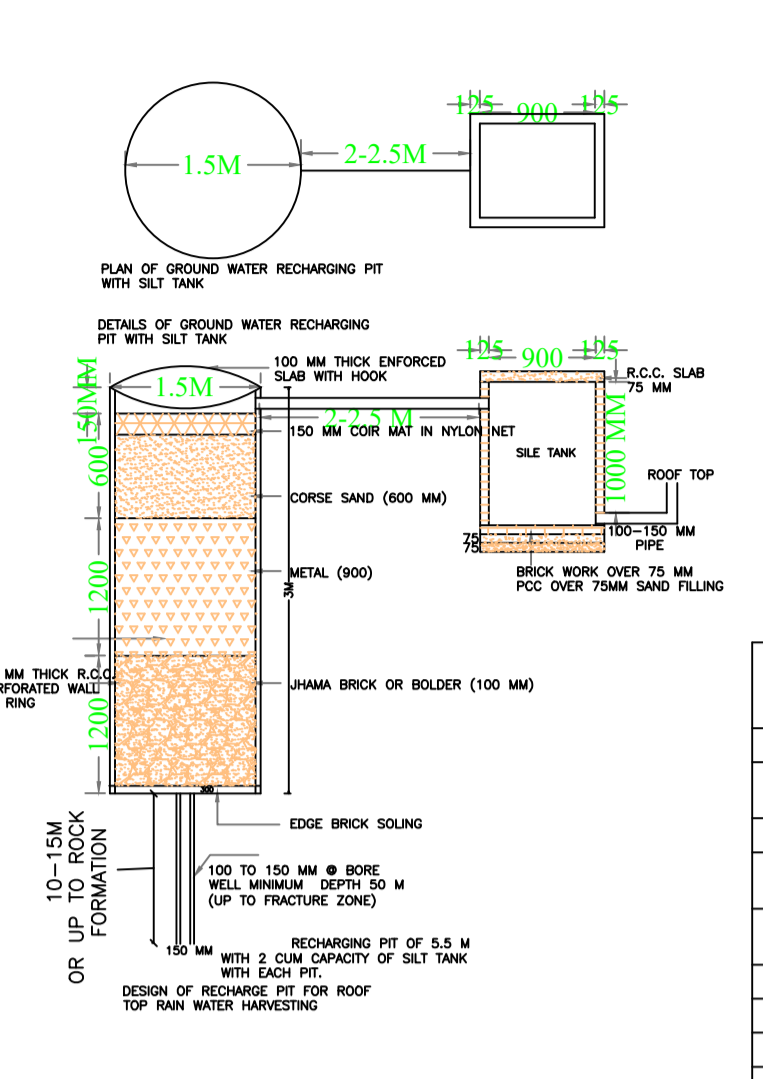 125
900
125
1.5M
2-2.5M
PLAN OF GROUND WATER RECHARGING PIT
WITH SILT TANK
DETAILS OF GROUND WATER RECHARGING
PIT WITH SILT TANK
100 MM THICK ENFORCED
SLAB WITH HOOK
125
900
125
R.C.C. SLAB
75 MM
1.5M
150MM
2-2.5 M
150 MM COIR MAT IN NYLON NET
SILE TANK
1000 MM
ROOF TOP
600
CORSE SAND (600 MM)
100-150 MM
PIPE
75
75
BRICK WORK OVER 75 MM
PCC OVER 75MM SAND FILLING
1200
METAL (900)
3M
MM THICK R.C.C.
RFORATED WALL
RING
1200
JHAMA BRICK OR BOLDER (100 MM)
EDGE BRICK SOLING
10-15M
OR UP TO ROCK
FORMATION
100 TO 150 MM @ BORE
WELL MINIMUM DEPTH 50 M
(UP TO FRACTURE ZONE)
150 MM
RECHARGING PIT OF 5.5 M
WITH 2 CUM CAPACITY OF SILT TANK
WITH EACH PIT.
DESIGN OF RECHARGE PIT FOR ROOF
TOP RAIN WATER HARVESTING